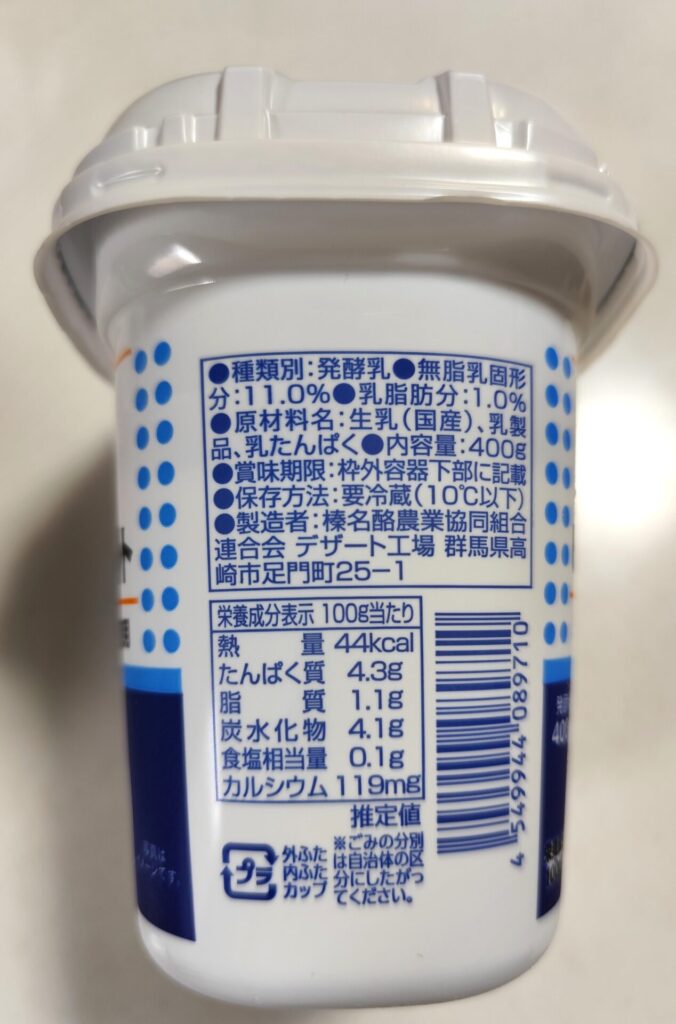 ●種類別：発酵乳●無脂乳固形
分：11.0%●乳脂肪分：1.0%
●原材料名：生乳（国産）、乳製
品、乳たんぱく●内容量：400g
●賞味期限：枠外容器下部に記載
●保存方法：要冷蔵（10℃以下）
●製造者：榛名酪農業協同組合
連合会 デザート工場 群馬県高
崎市足門町25−1
栄養成分表示 100g当たり
熱量 44kcal
たんぱく質 4.3g
脂質 1.1g
炭水化物 4.1g
食塩相当量 0.1g
カルシウム 119mg
推定値
4 549944 089710
プラ
外ふた
内ふた
カップ
※ごみの分別
は自治体の区
分にしたがっ
てください。